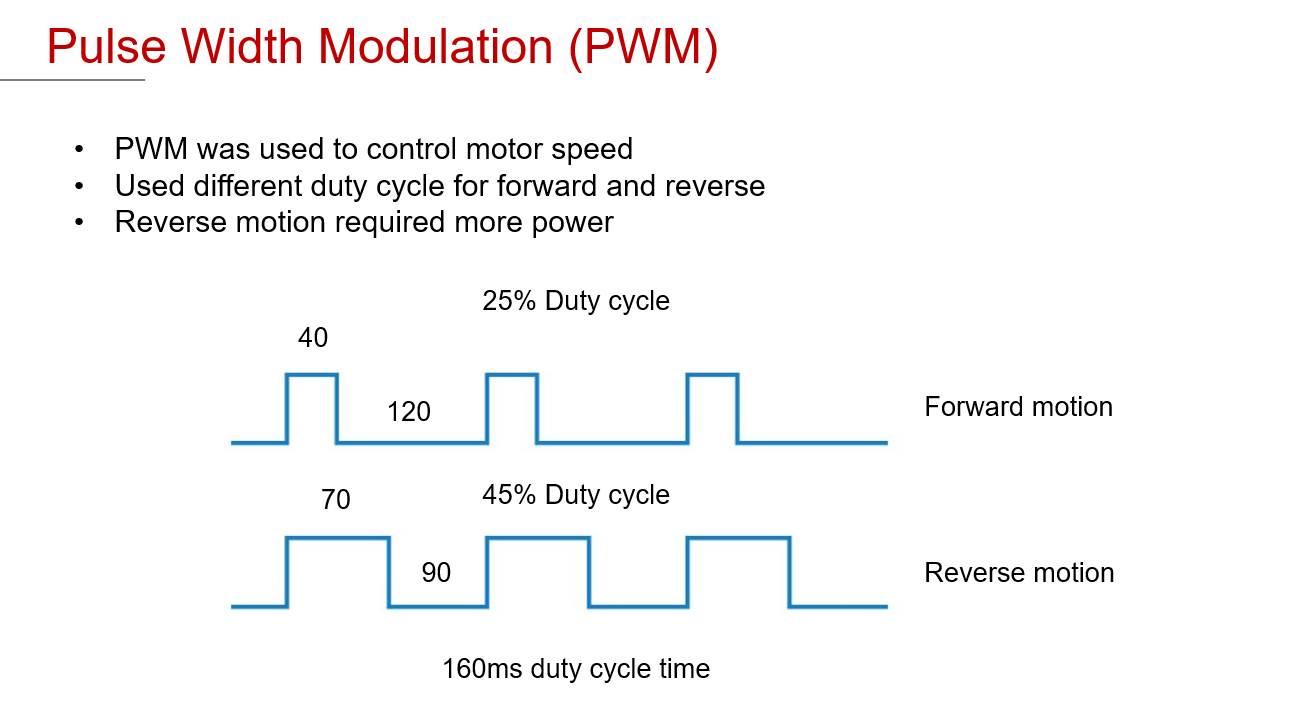 Pulse Width Modulation (PWM)
• PWM was used to control motor speed
• Used different duty cycle for forward and reverse
• Reverse motion required more power
25% Duty cycle
40
120
Forward motion
70
45% Duty cycle
90
Reverse motion
160ms duty cycle time